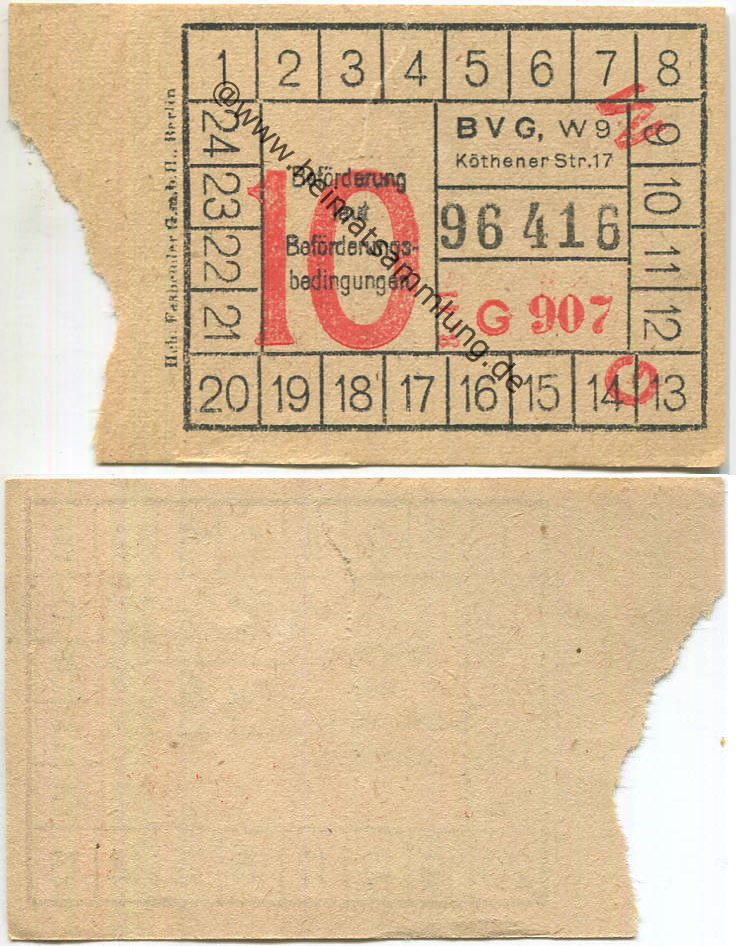 1 2 3 4 5 6 7 8
9
10
11
12
13
14
15
16
17
18
19
20
21
22
23
24
BVG, W 9
Köthener Str. 17
96 416
G 907
10
Beförderung
Beförderungs-
bedingungen
G
G.m.b.H., Berlin
@www.heimatsammlung.de